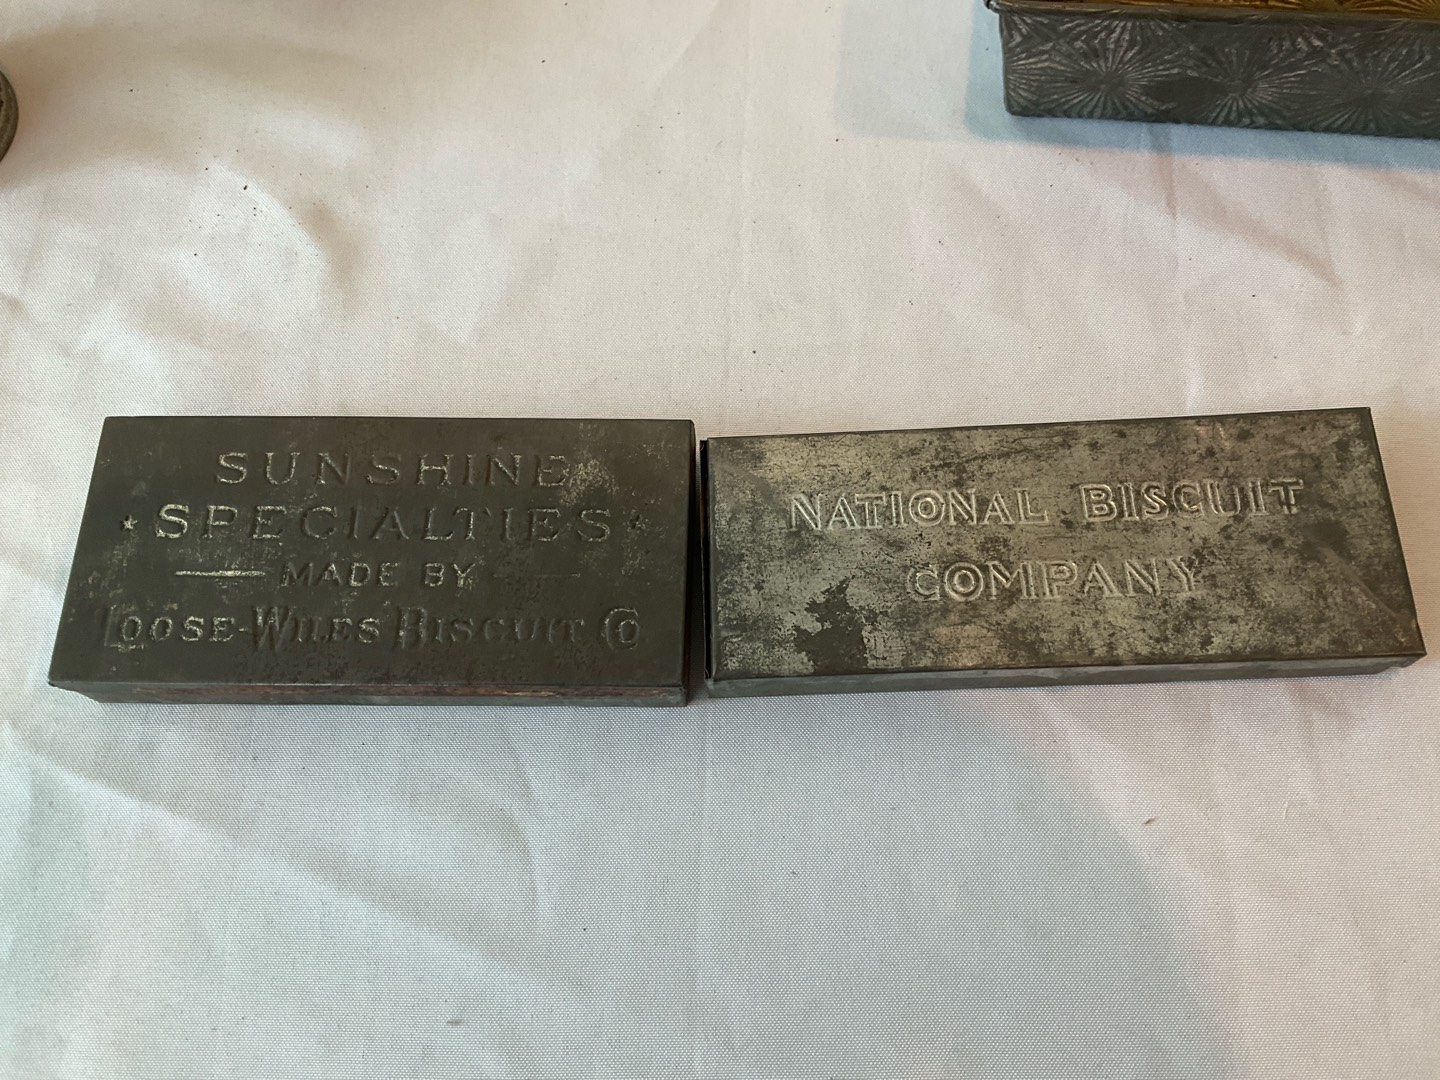 SUNSHINE
SPECIALTIES
MADE BY
LOOSE-WILES BISCUIT CO
NATIONAL BISCUIT
COMPANY